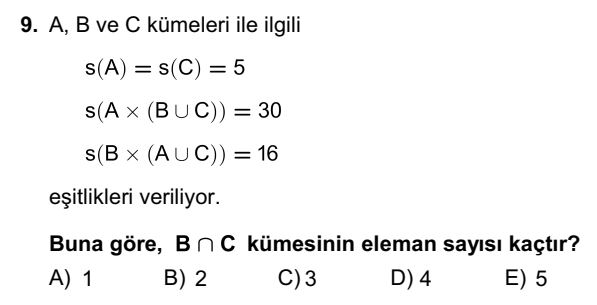 9. A, B ve C kümeleri ile ilgili
s(A) = s(C) = 5
s(A × (B ∪ C)) = 30
s(B × (A ∪ C)) = 16
eşitlikleri veriliyor.
Buna göre, B ∩ C kümesinin eleman sayısı kaçtır?
A) 1 B) 2 C) 3 D) 4 E) 5